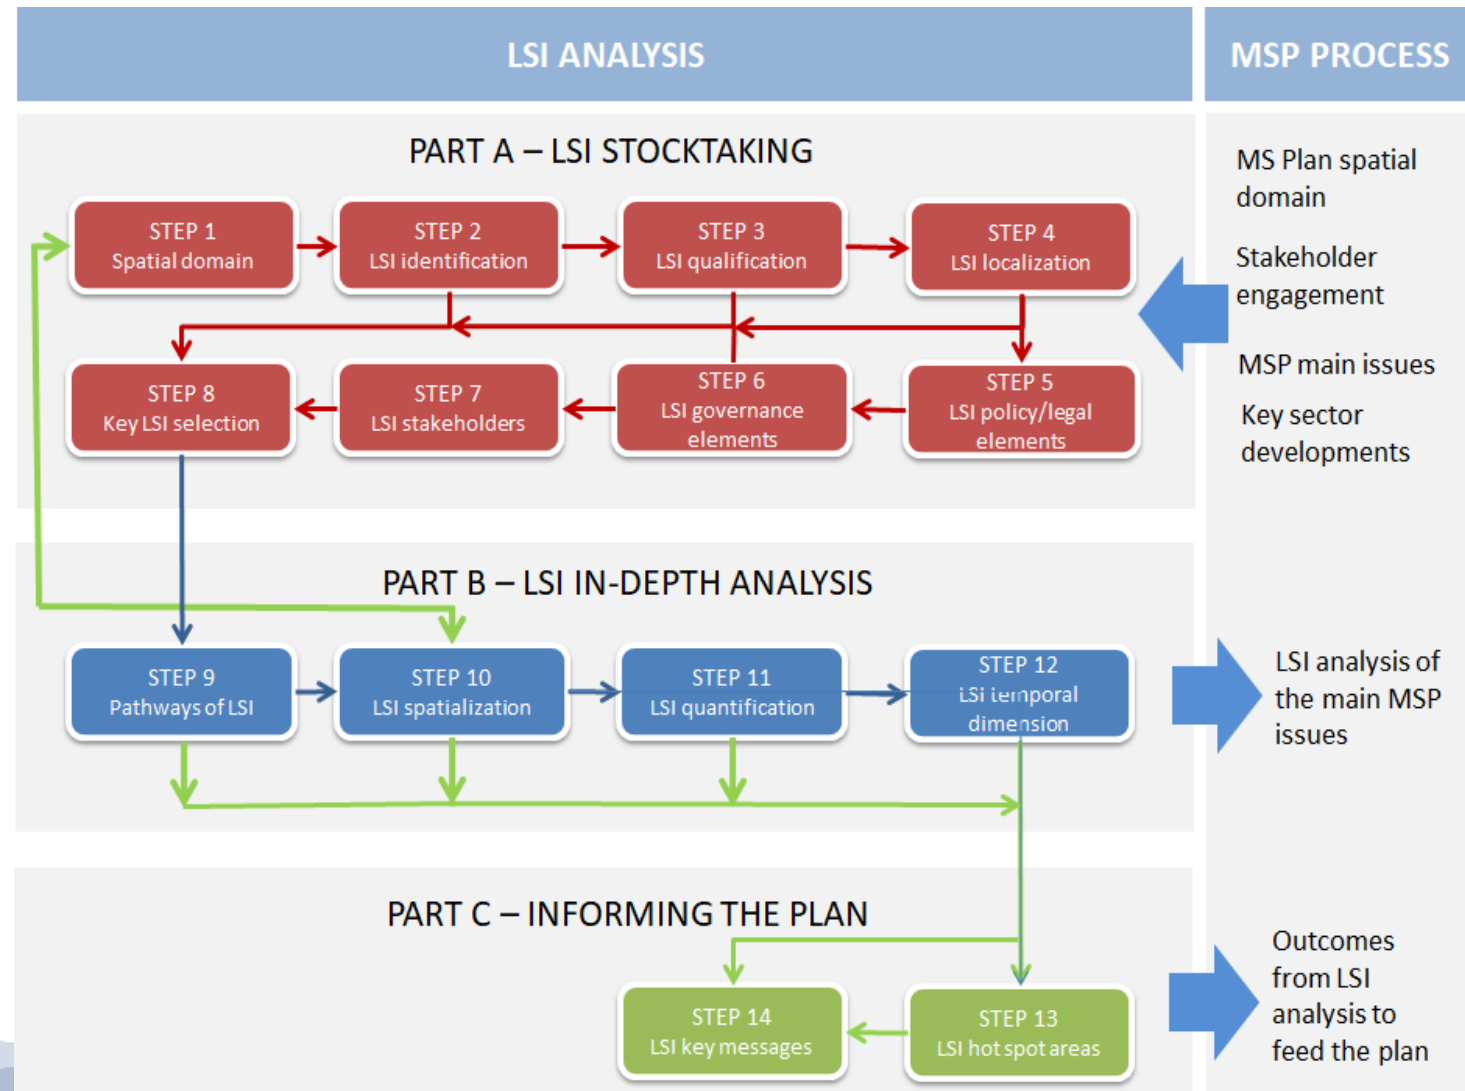 LSI ANALYSIS
MSP PROCESS
PART A – LSI STOCKTAKING
STEP 1
Spatial domain
STEP 2
LSI identification
STEP 3
LSI qualification
STEP 4
LSI localization
STEP 8
Key LSI selection
STEP 7
LSI stakeholders
STEP 6
LSI governance
elements
STEP 5
LSI policy/legal
elements
MS Plan spatial
domain
Stakeholder
engagement
MSP main issues
Key sector
developments
PART B – LSI IN-DEPTH ANALYSIS
STEP 9
Pathways of LSI
STEP 10
LSI spatialization
STEP 11
LSI quantification
STEP 12
LSI temporal
dimension
LSI analysis of
the main MSP
issues
PART C – INFORMING THE PLAN
STEP 14
LSI key messages
STEP 13
LSI hot spot areas
Outcomes
from LSI
analysis to
feed the plan